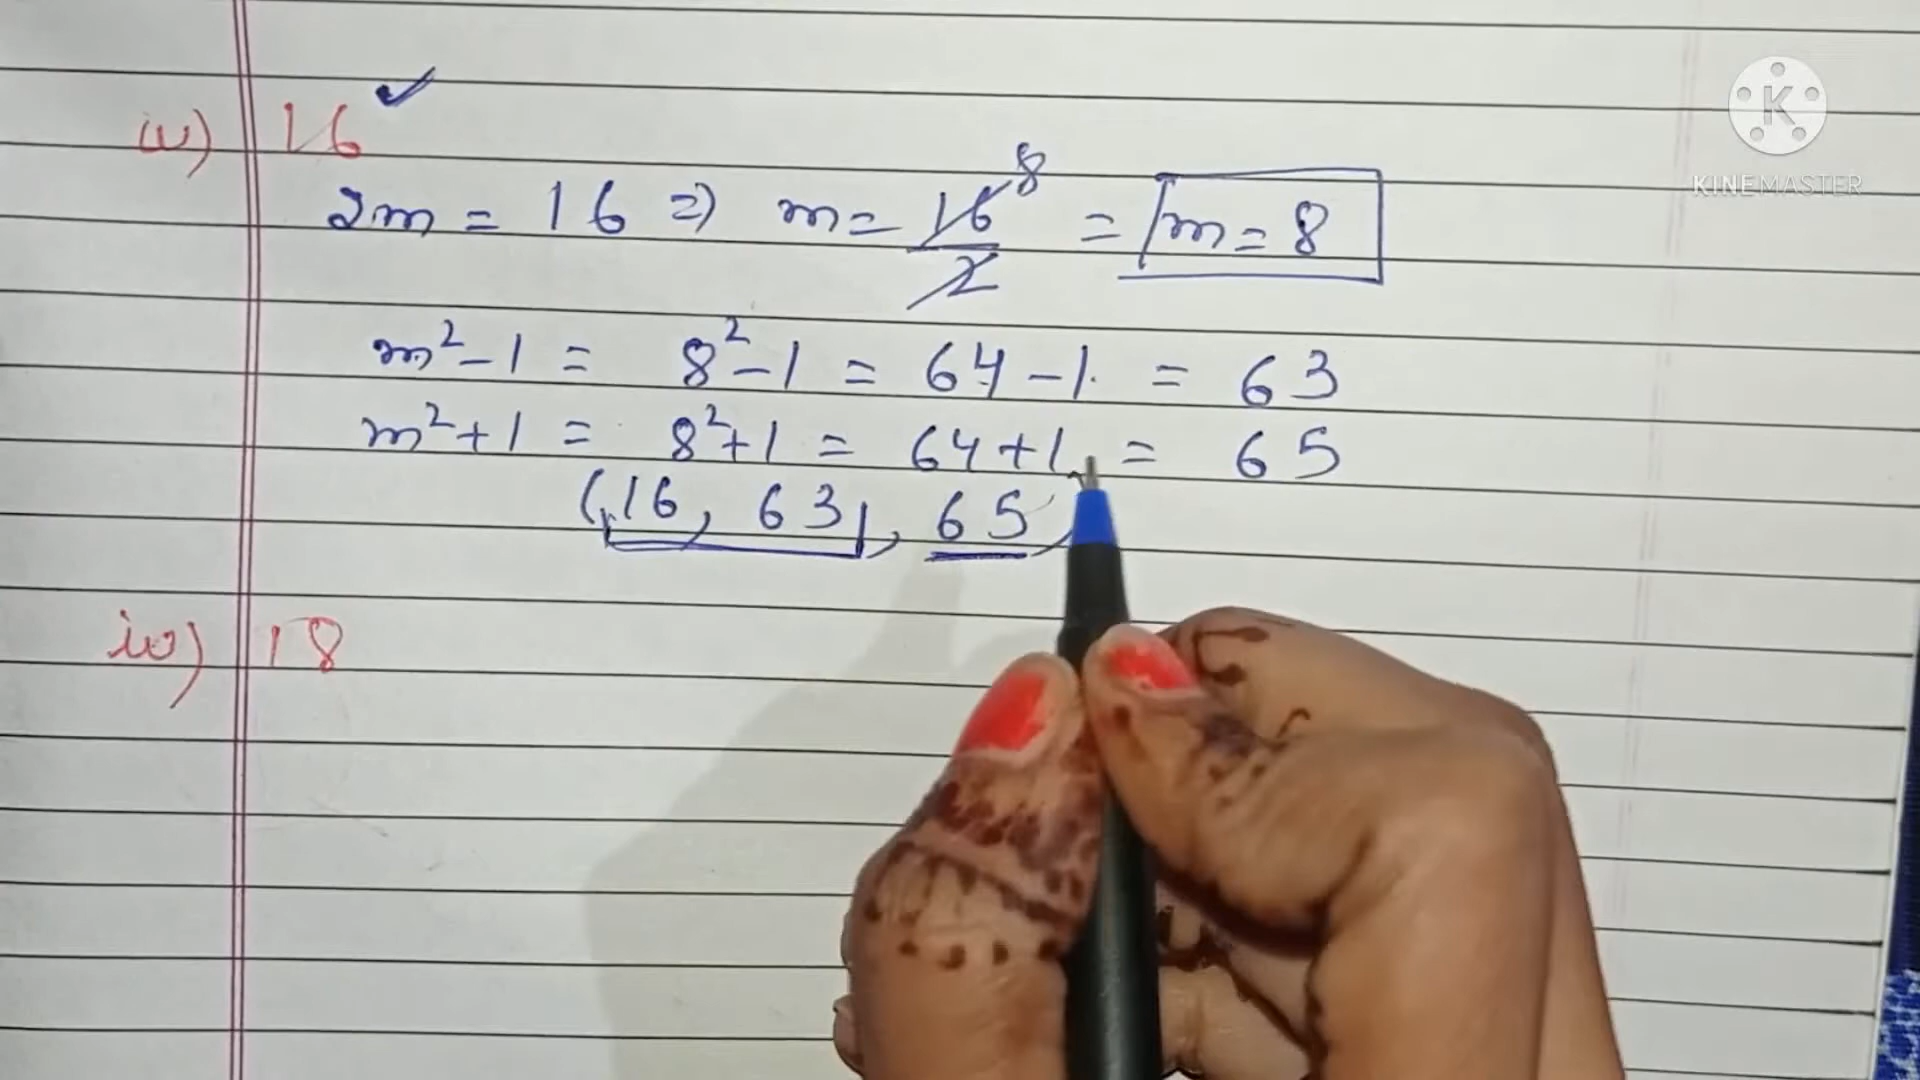 iii) 16 ✓
2m = 16 ⇒ m = 16/2 8 = m = 8
m² - 1 = 8² - 1 = 64 - 1 = 63
m² + 1 = 8² + 1 = 64 + 1 = 65
(16, 63, 65)
iv) 18
K
KINEMASTER